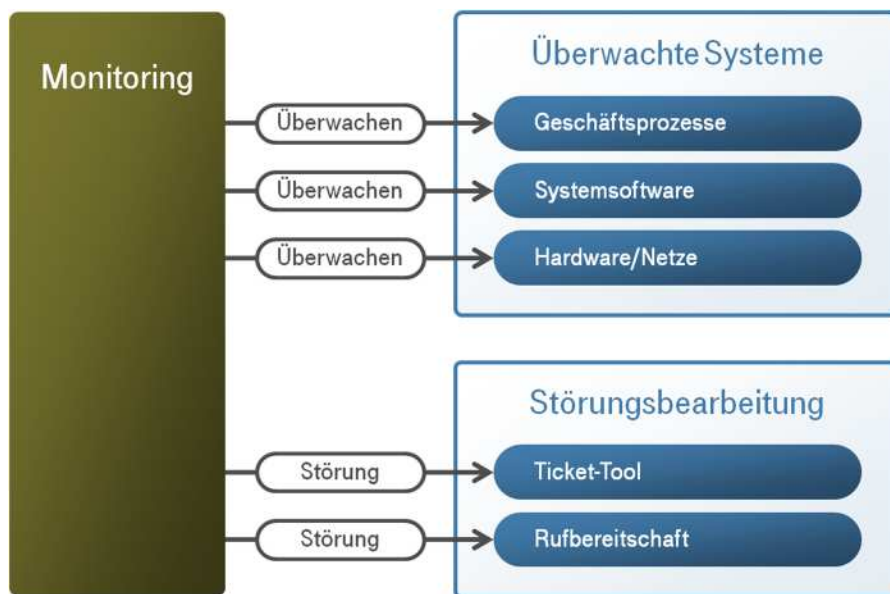 Monitoring
Überwachte Systeme
Überwachen
Geschäftsprozesse
Überwachen
Systemsoftware
Überwachen
Hardware/Netze
Störungsbearbeitung
Störung
Ticket-Tool
Störung
Rufbereitschaft